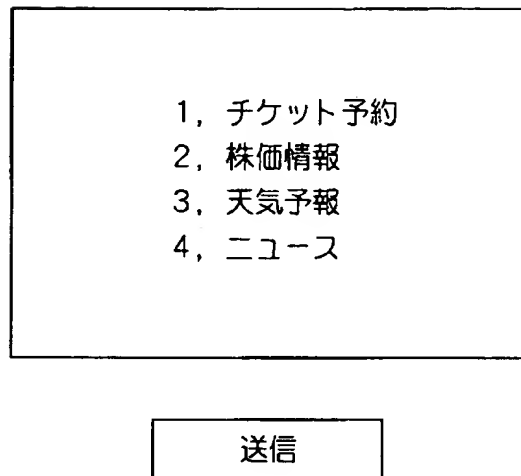 1, チケット予約
2, 株価情報
3, 天気予報
4, ニュース
送信